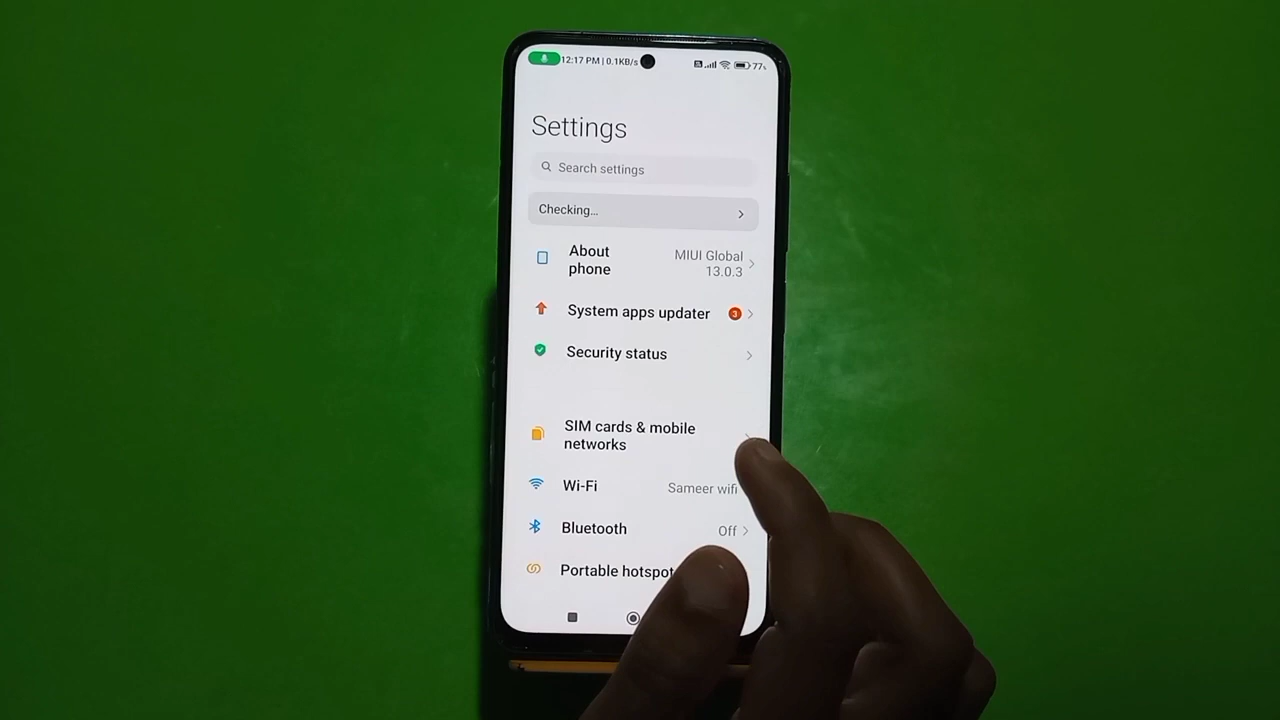 12:17 PM | 0.1KB/s
77%
Settings
Search settings
Checking...
About phone
MIUI Global 13.0.3
System apps updater
3
Security status
SIM cards & mobile networks
Wi-Fi
Sameer wifi
Bluetooth
Off
Portable hotspot